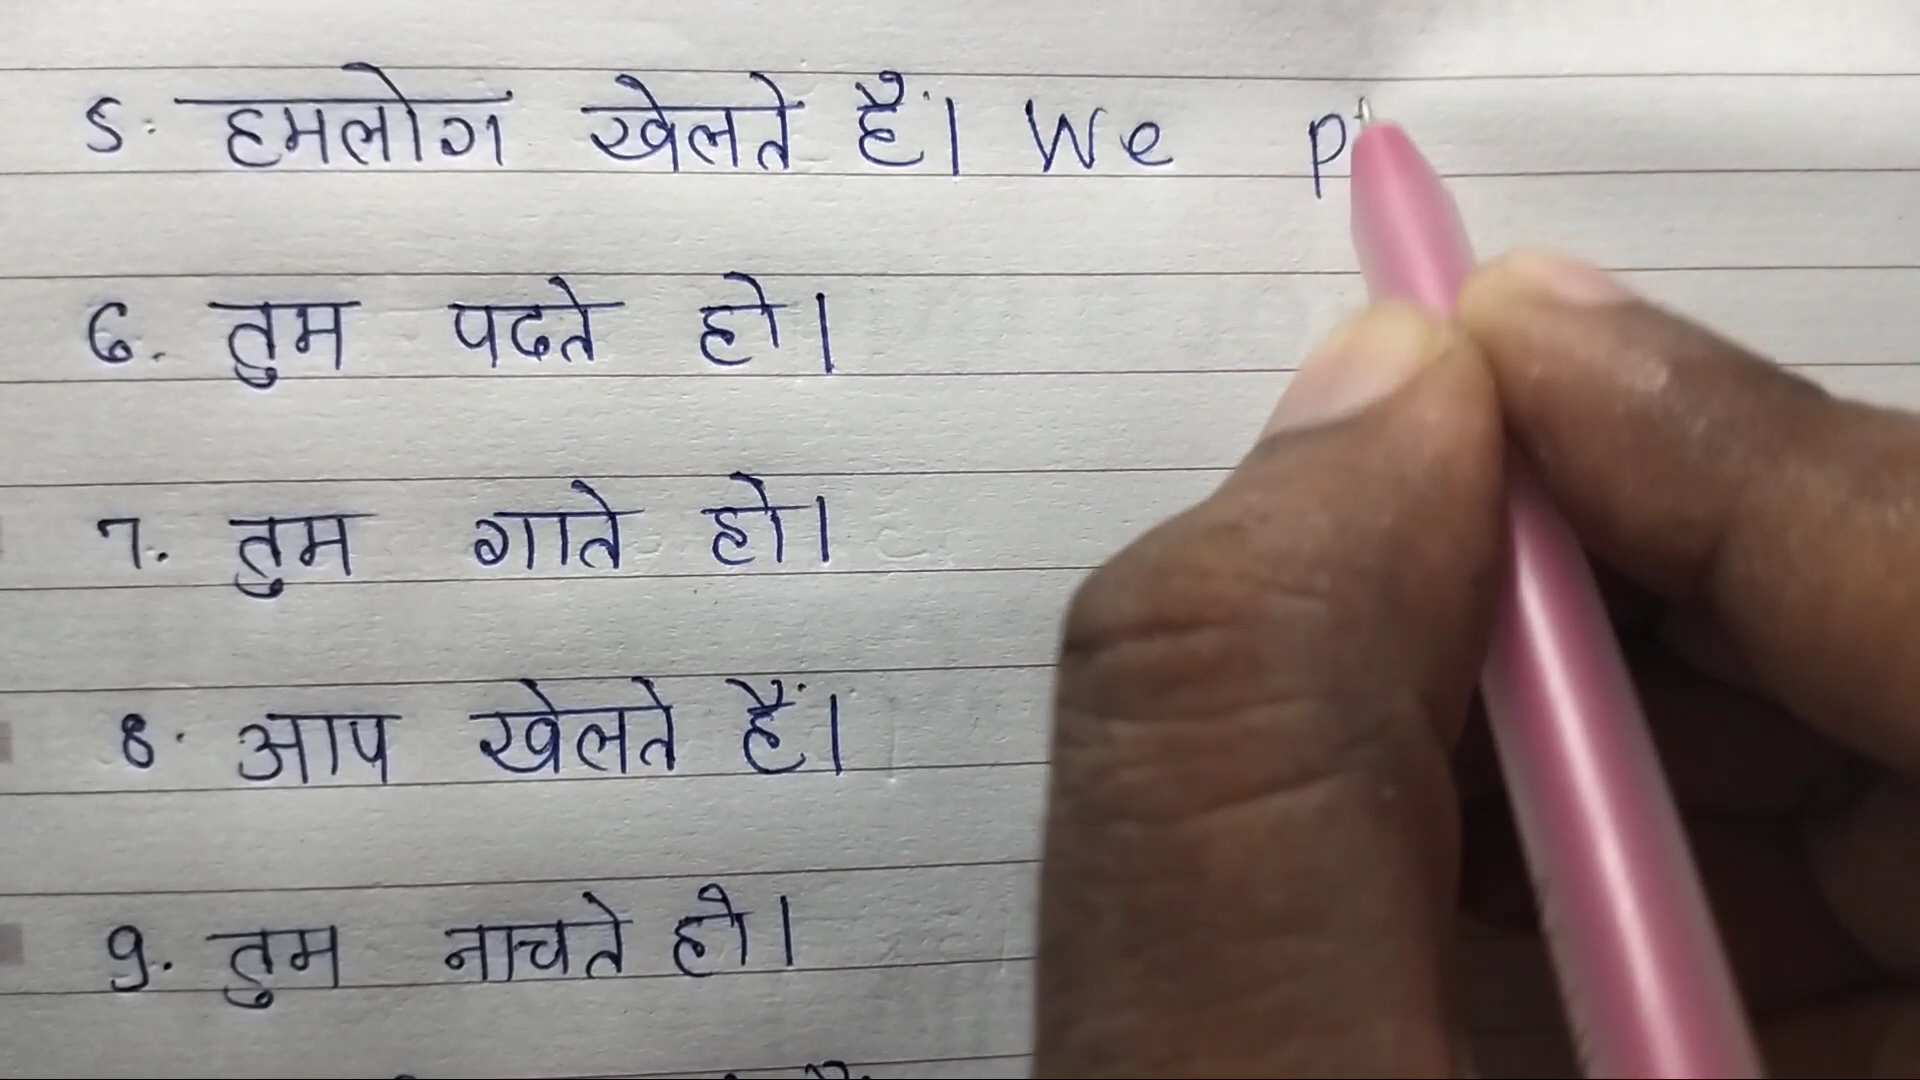 5. हमलोग खेलते हैं। We p
6. तुम पढते हो।
7. तुम गाते हो।
8. आप खेलते हैं।
9. तुम नाचते हो।